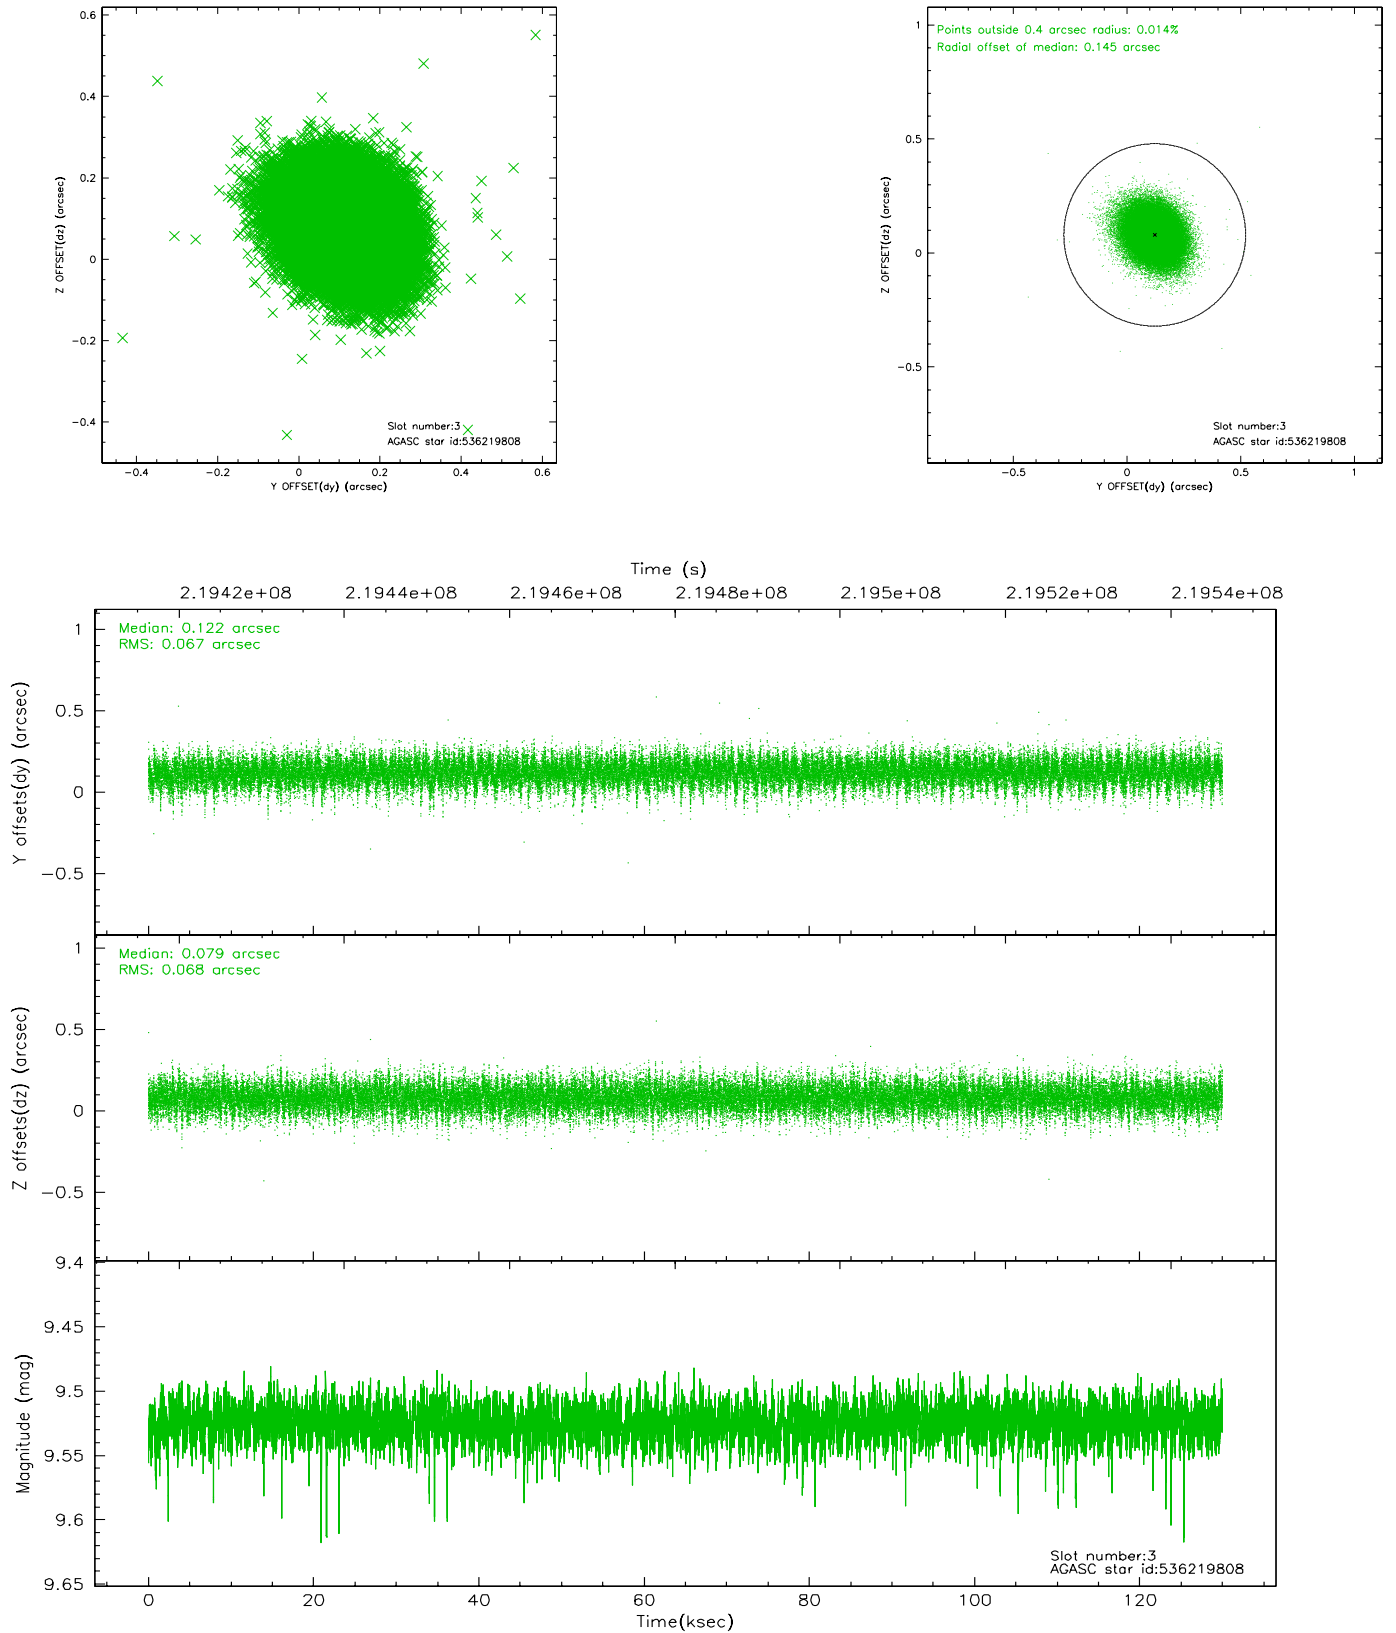 0.6
0.4
0.2
0
−0.2
−0.4
Z OFFSET(dz) (arcsec)
−0.4
−0.2
0
0.2
0.4
0.6
Y OFFSET(dy) (arcsec)
Slot number:3
AGASC star id:536219808
Points outside 0.4 arcsec radius: 0.014%
Radial offset of median: 0.145 arcsec
1
0.5
0
−0.5
Z OFFSET(dz) (arcsec)
−0.5
0
0.5
1
Y OFFSET(dy) (arcsec)
Slot number:3
AGASC star id:536219808
Time (s)
2.1942e+08
2.1944e+08
2.1946e+08
2.1948e+08
2.195e+08
2.1952e+08
2.1954e+08
Median: 0.122 arcsec
RMS: 0.067 arcsec
1
0.5
0
−0.5
Y offsets(dy) (arcsec)
Median: 0.079 arcsec
RMS: 0.068 arcsec
1
0.5
0
−0.5
Z offsets(dz) (arcsec)
9.4
9.45
9.5
9.55
9.6
9.65
Magnitude (mag)
Slot number:3
AGASC star id:536219808
0
20
40
60
80
100
120
Time(ksec)